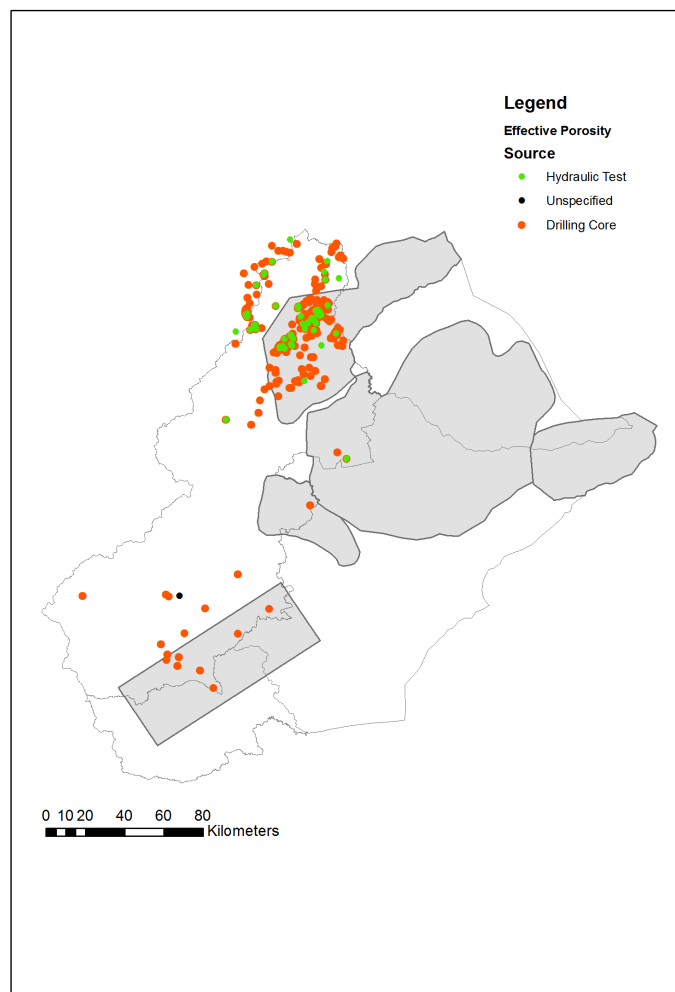 Legend
Effective Porosity
Source
Hydraulic Test
Unspecified
Drilling Core
0 10 20 40 60 80
Kilometers